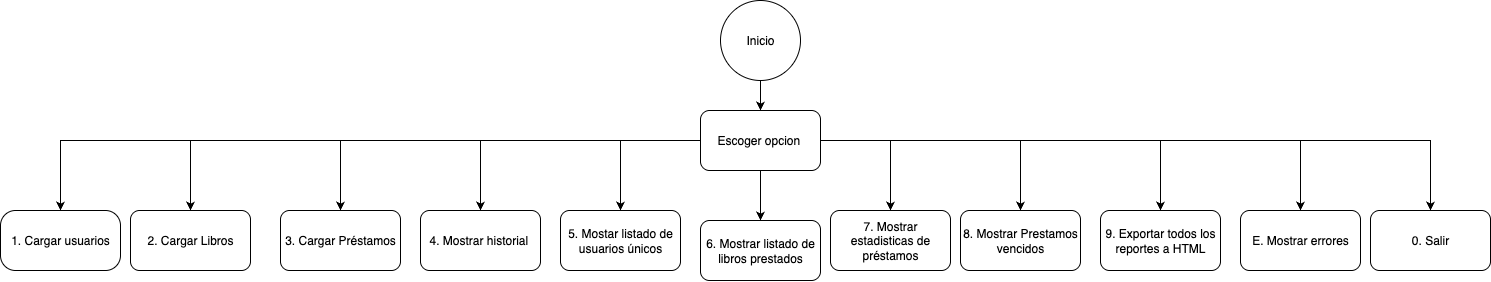 Inicio
Escoger opcion
1. Cargar usuarios
2. Cargar Libros
3. Cargar Préstamos
4. Mostrar historial
5. Mostar listado de
usuarios únicos
6. Mostrar listado de
libros prestados
7. Mostrar
estadisticas de
préstamos
8. Mostrar Prestamos
vencidos
9. Exportar todos los
reportes a HTML
E. Mostrar errores
0. Salir